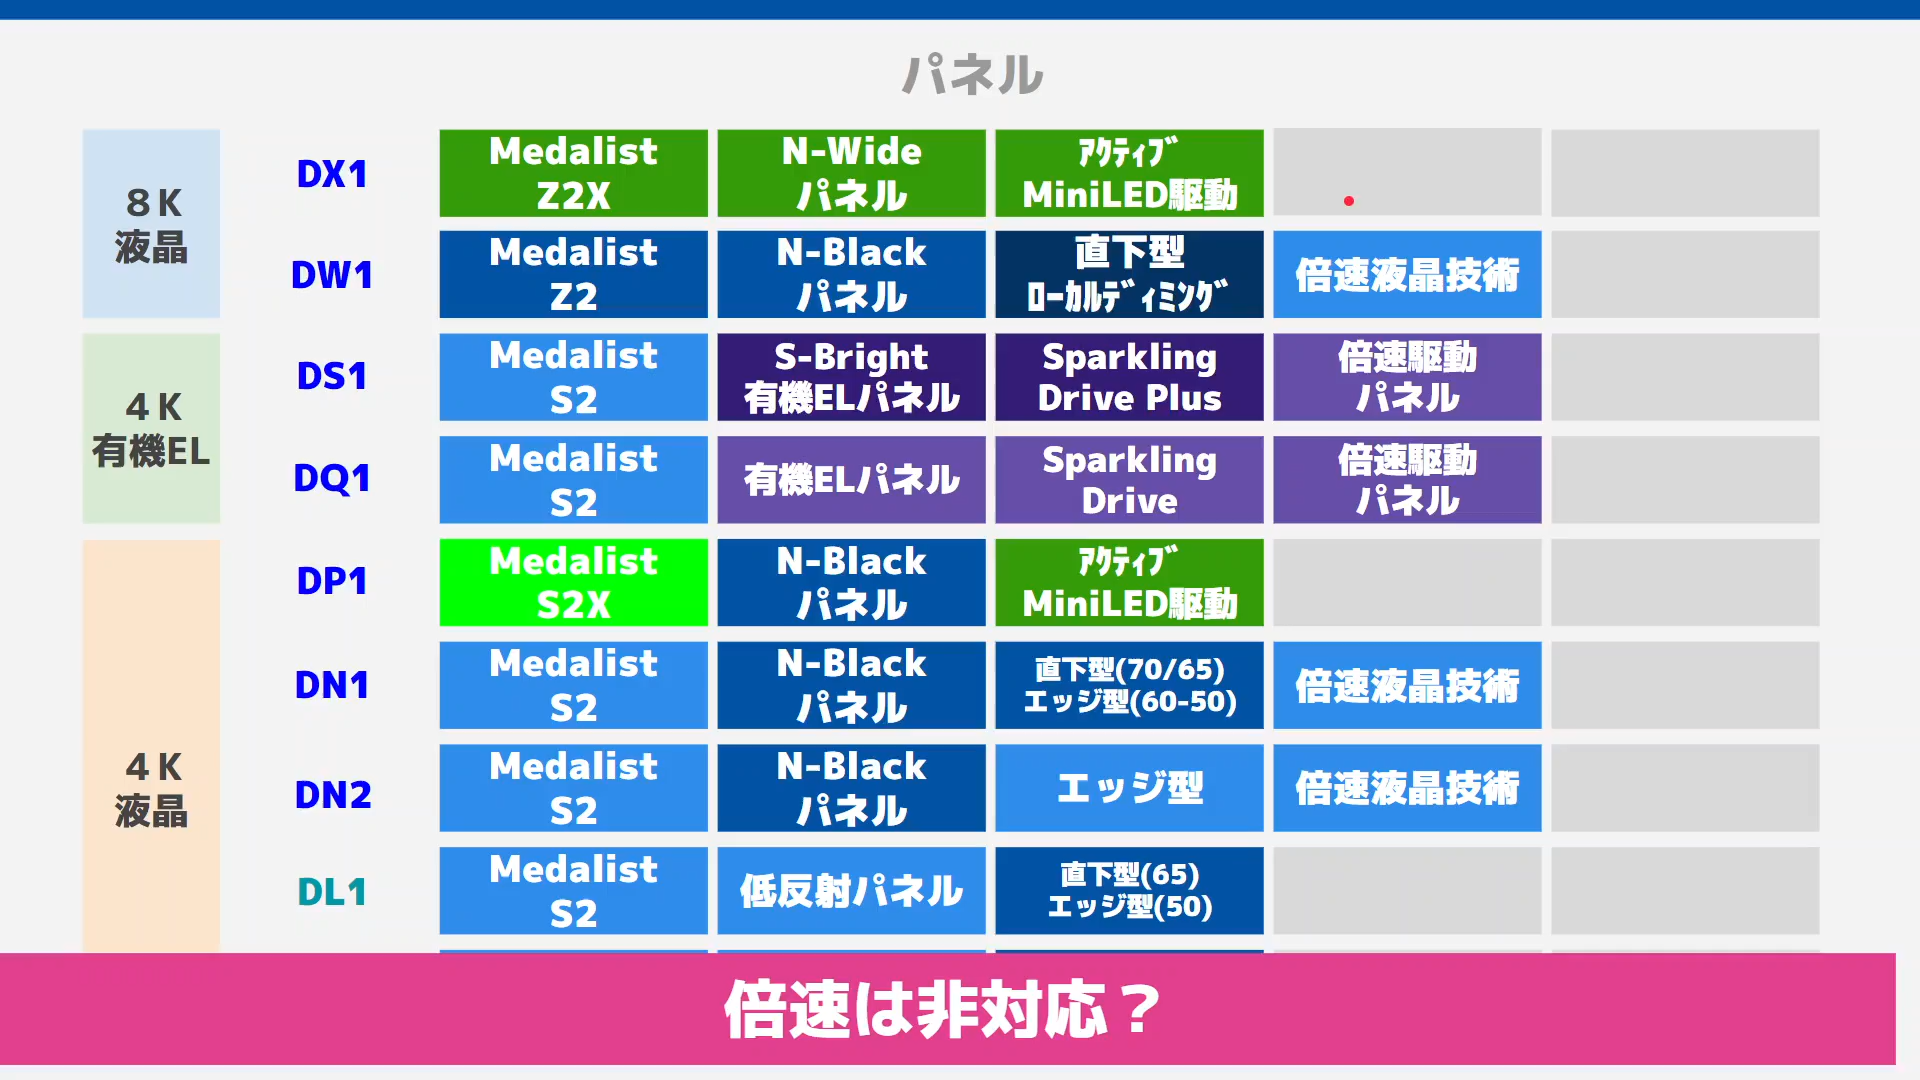 パネル
８Ｋ
液晶
DX1
Medalist
Z2X
N-Wide
パネル
ｱｸﾃｨﾌﾞ
MiniLED駆動
DW1
Medalist
Z2
N-Black
パネル
直下型
ﾛｰｶﾙﾃﾞｨﾐﾝｸﾞ
倍速液晶技術
４Ｋ
有機EL
DS1
Medalist
S2
S-Bright
有機ELパネル
Sparkling
Drive Plus
倍速駆動
パネル
DQ1
Medalist
S2
有機ELパネル
Sparkling
Drive
倍速駆動
パネル
４Ｋ
液晶
DP1
Medalist
S2X
N-Black
パネル
ｱｸﾃｨﾌﾞ
MiniLED駆動
DN1
Medalist
S2
N-Black
パネル
直下型(70/65)
エッジ型(60-50)
倍速液晶技術
DN2
Medalist
S2
N-Black
パネル
エッジ型
倍速液晶技術
DL1
Medalist
S2
低反射パネル
直下型(65)
エッジ型(50)
倍速は非対応？